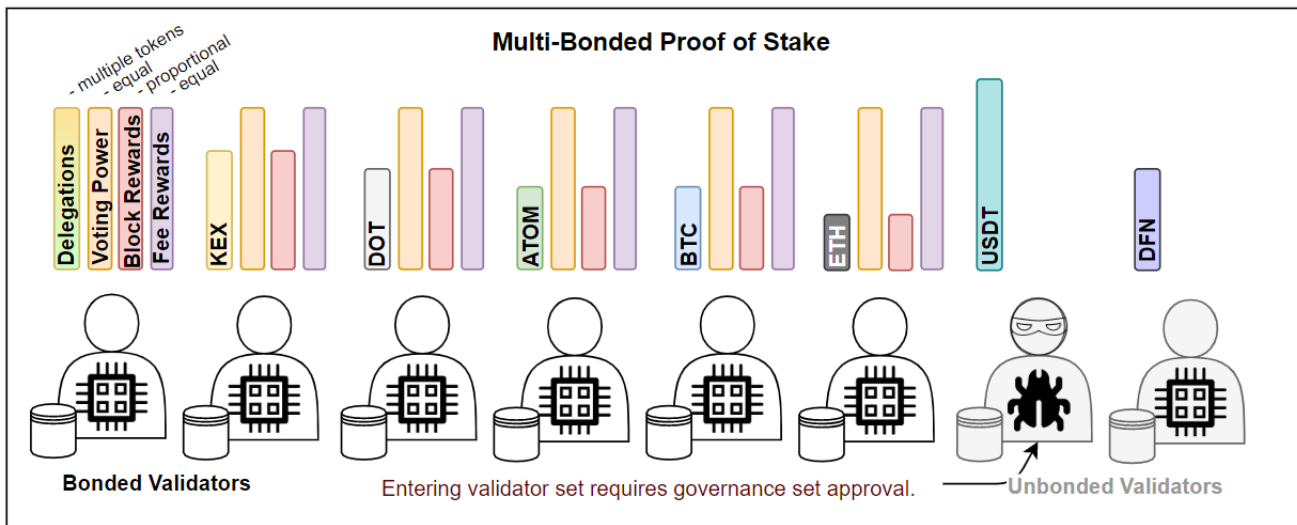 Multi-Bonded Proof of Stake
- multiple tokens
- equal
- proportional
- equal
Delegations
Voting Power
Block Rewards
Fee Rewards
KEX
DOT
ATOM
BTC
ETH
USDT
DFN
Bonded Validators
Entering validator set requires governance set approval.
Unbonded Validators